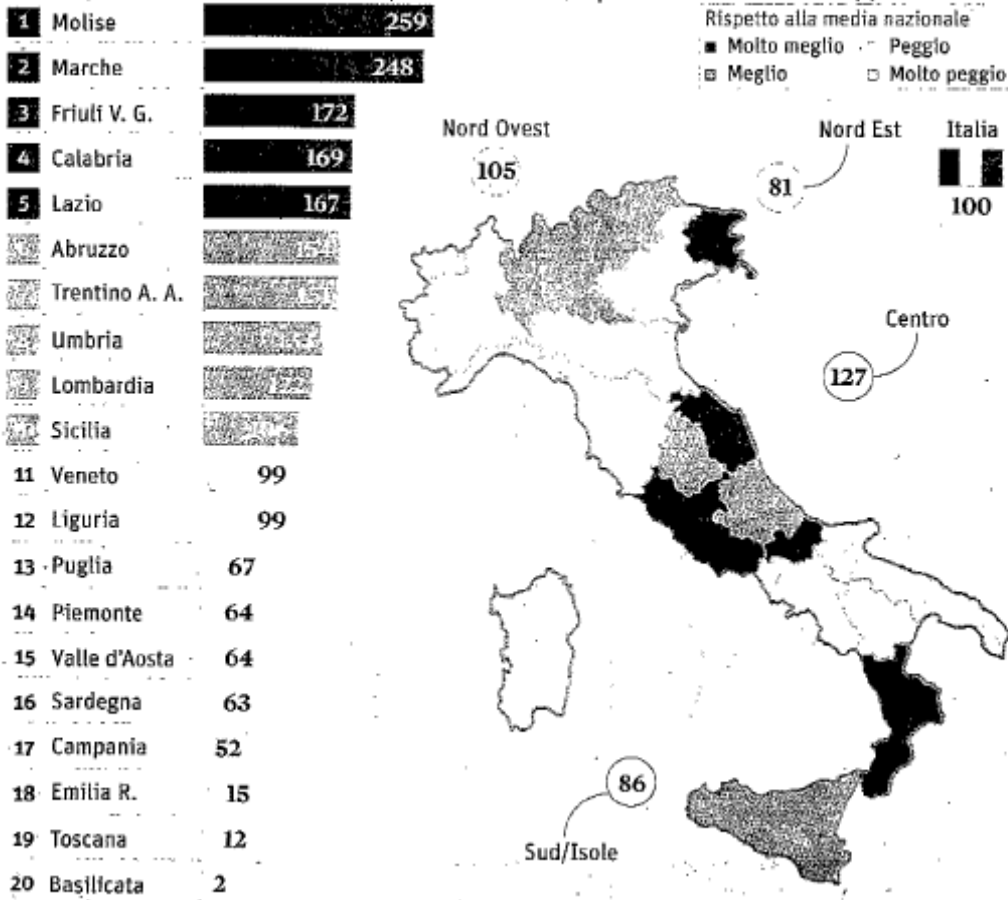 1 Molise 259
2 Marche 248
3 Friuli V. G. 172
4 Calabria 169
5 Lazio 167
Abruzzo
Trentino A. A.
Umbria
Lombardia
Sicilia
11 Veneto 99
12 Liguria 99
13 Puglia 67
14 Piemonte 64
15 Valle d'Aosta 64
16 Sardegna 63
17 Campania 52
18 Emilia R. 15
19 Toscana 12
20 Basilicata 2
Rispetto alla media nazionale
Molto meglio
Peggio
Meglio
Molto peggio
Nord Ovest
105
Nord Est
81
Italia
100
Centro
127
86
Sud/Isole